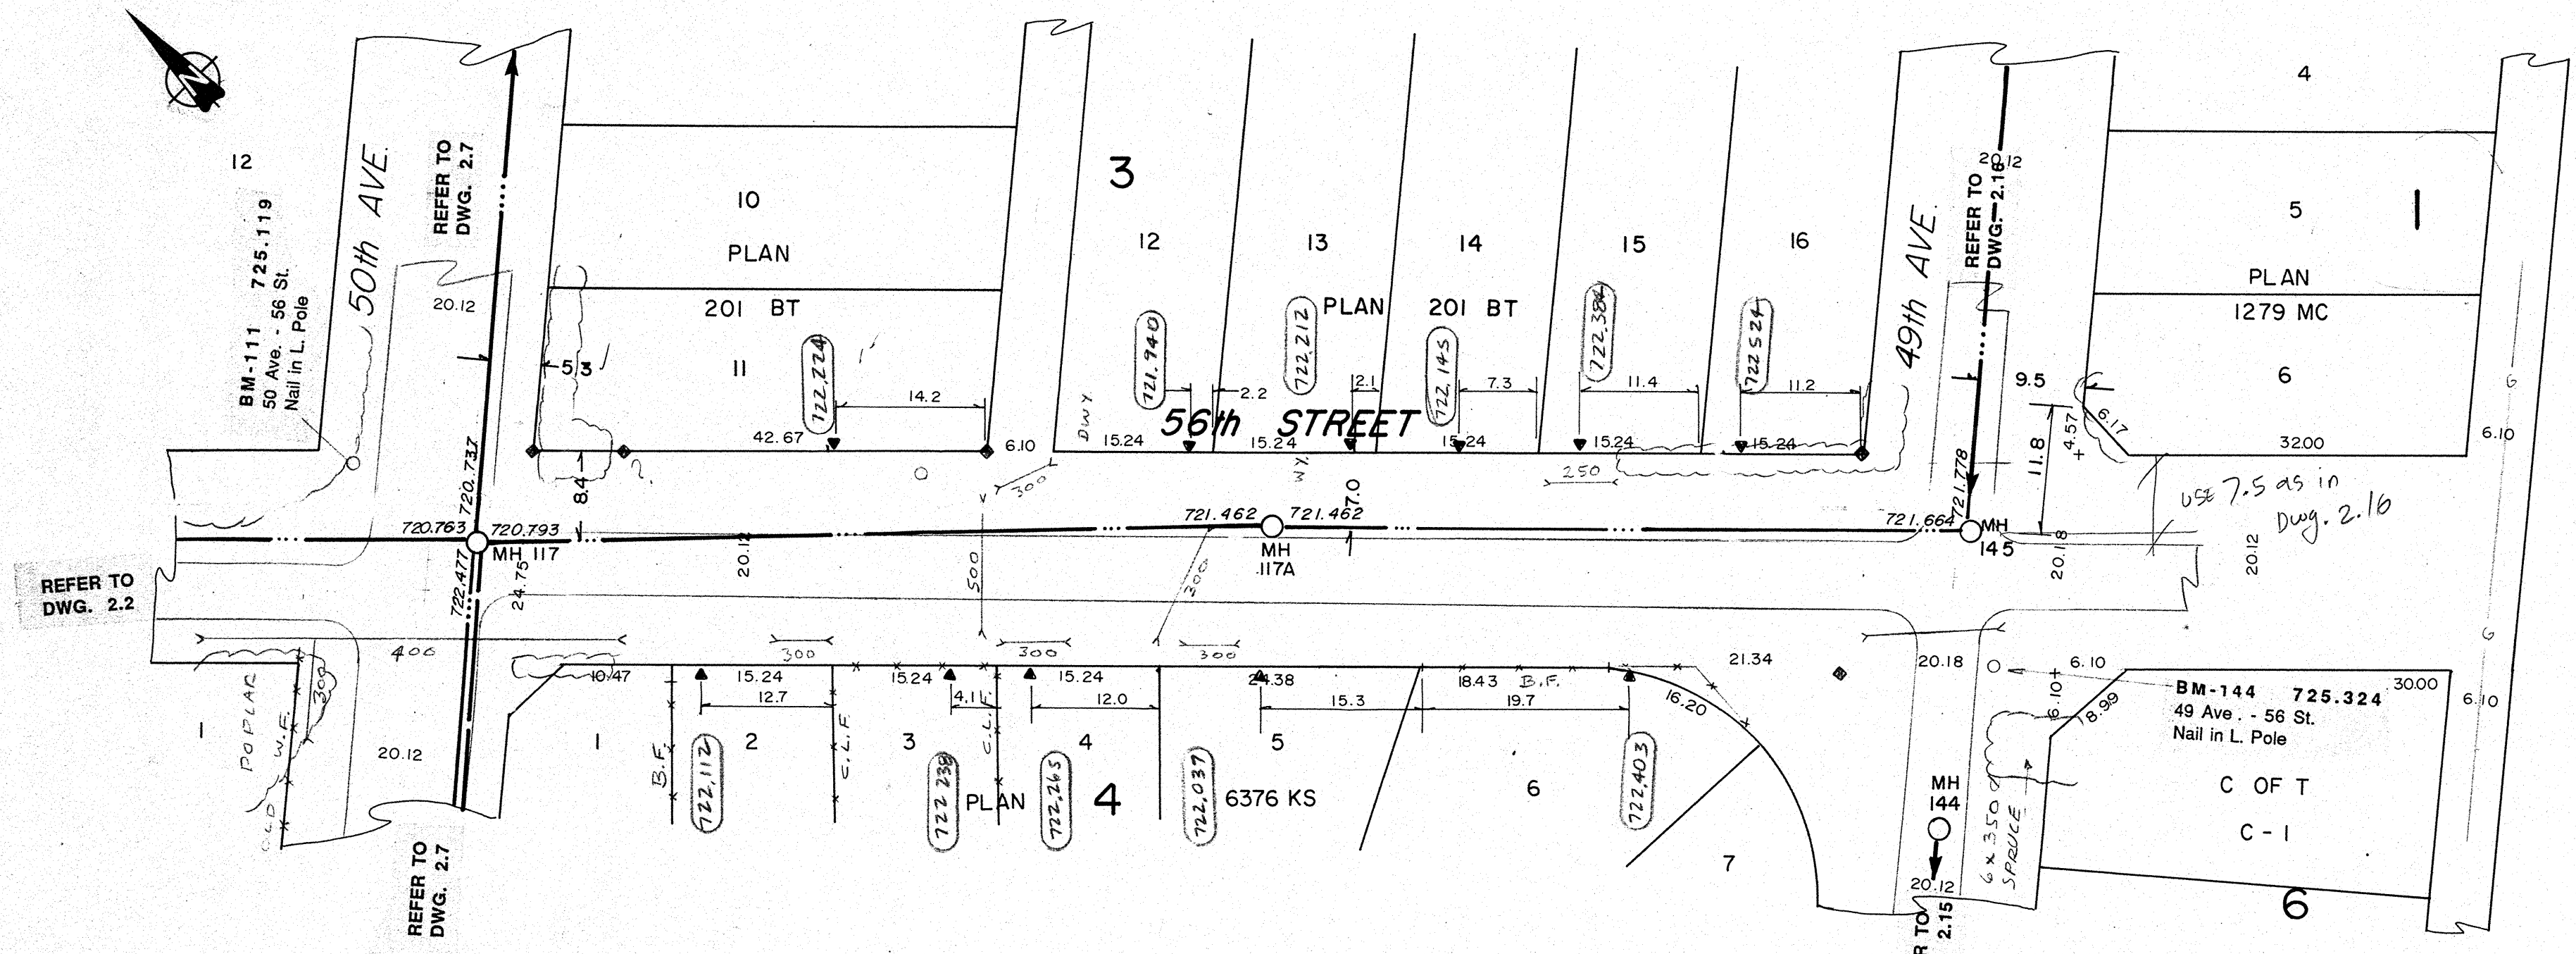 N
12
BM-111 725.119
50 Ave. - 56 St.
Nail in L. Pole
50th AVE.
REFER TO
DWG. 2.7
20.12
10
PLAN
201 BT
11
5.3
722.224
14.2
42.67
8.4
?
6.10
3
DWY.
12
13
14
15
16
PLAN 201 BT
721.940
722.212
722.145
722.384
722.524
2.2
2.1
7.3
11.4
11.2
56th STREET
15.24
15.24
15.24
15.24
15.24
300
250
7.0
49th AVE.
20.12
REFER TO
DWG. 2.16
9.5
11.8
4.57
6.17
4
5
1
PLAN
1279 MC
6
32.00
6.10
G
USE 7.5 as in
Dwg. 2.16
720.737
720.763
720.793
MH 117
722.477
24.75
20.12
500
721.462
721.462
MH
117A
300
721.664
721.778
MH
145
20.18
20.12
G
REFER TO
DWG. 2.2
400
300
300
300
300
POPLAR
OLD W.F.
1
20.12
REFER TO
DWG. 2.7
10.47
15.24
15.24
15.24
24.38
18.43
B.F.
21.34
12.7
4.1
12.0
15.3
19.7
16.20
1
B.F.
2
C.L.F.
3
C.L.F.
4
5
6
7
722.112
722.238
722.265
722.037
722.403
PLAN
4
6376 KS
20.18
6.10
6.10
8.99
BM-144 725.324
49 Ave. - 56 St.
Nail in L. Pole
30.00
6.10
C OF T
C-1
6
MH
144
6x350
SPRUCE
20.12
R TO
2.15